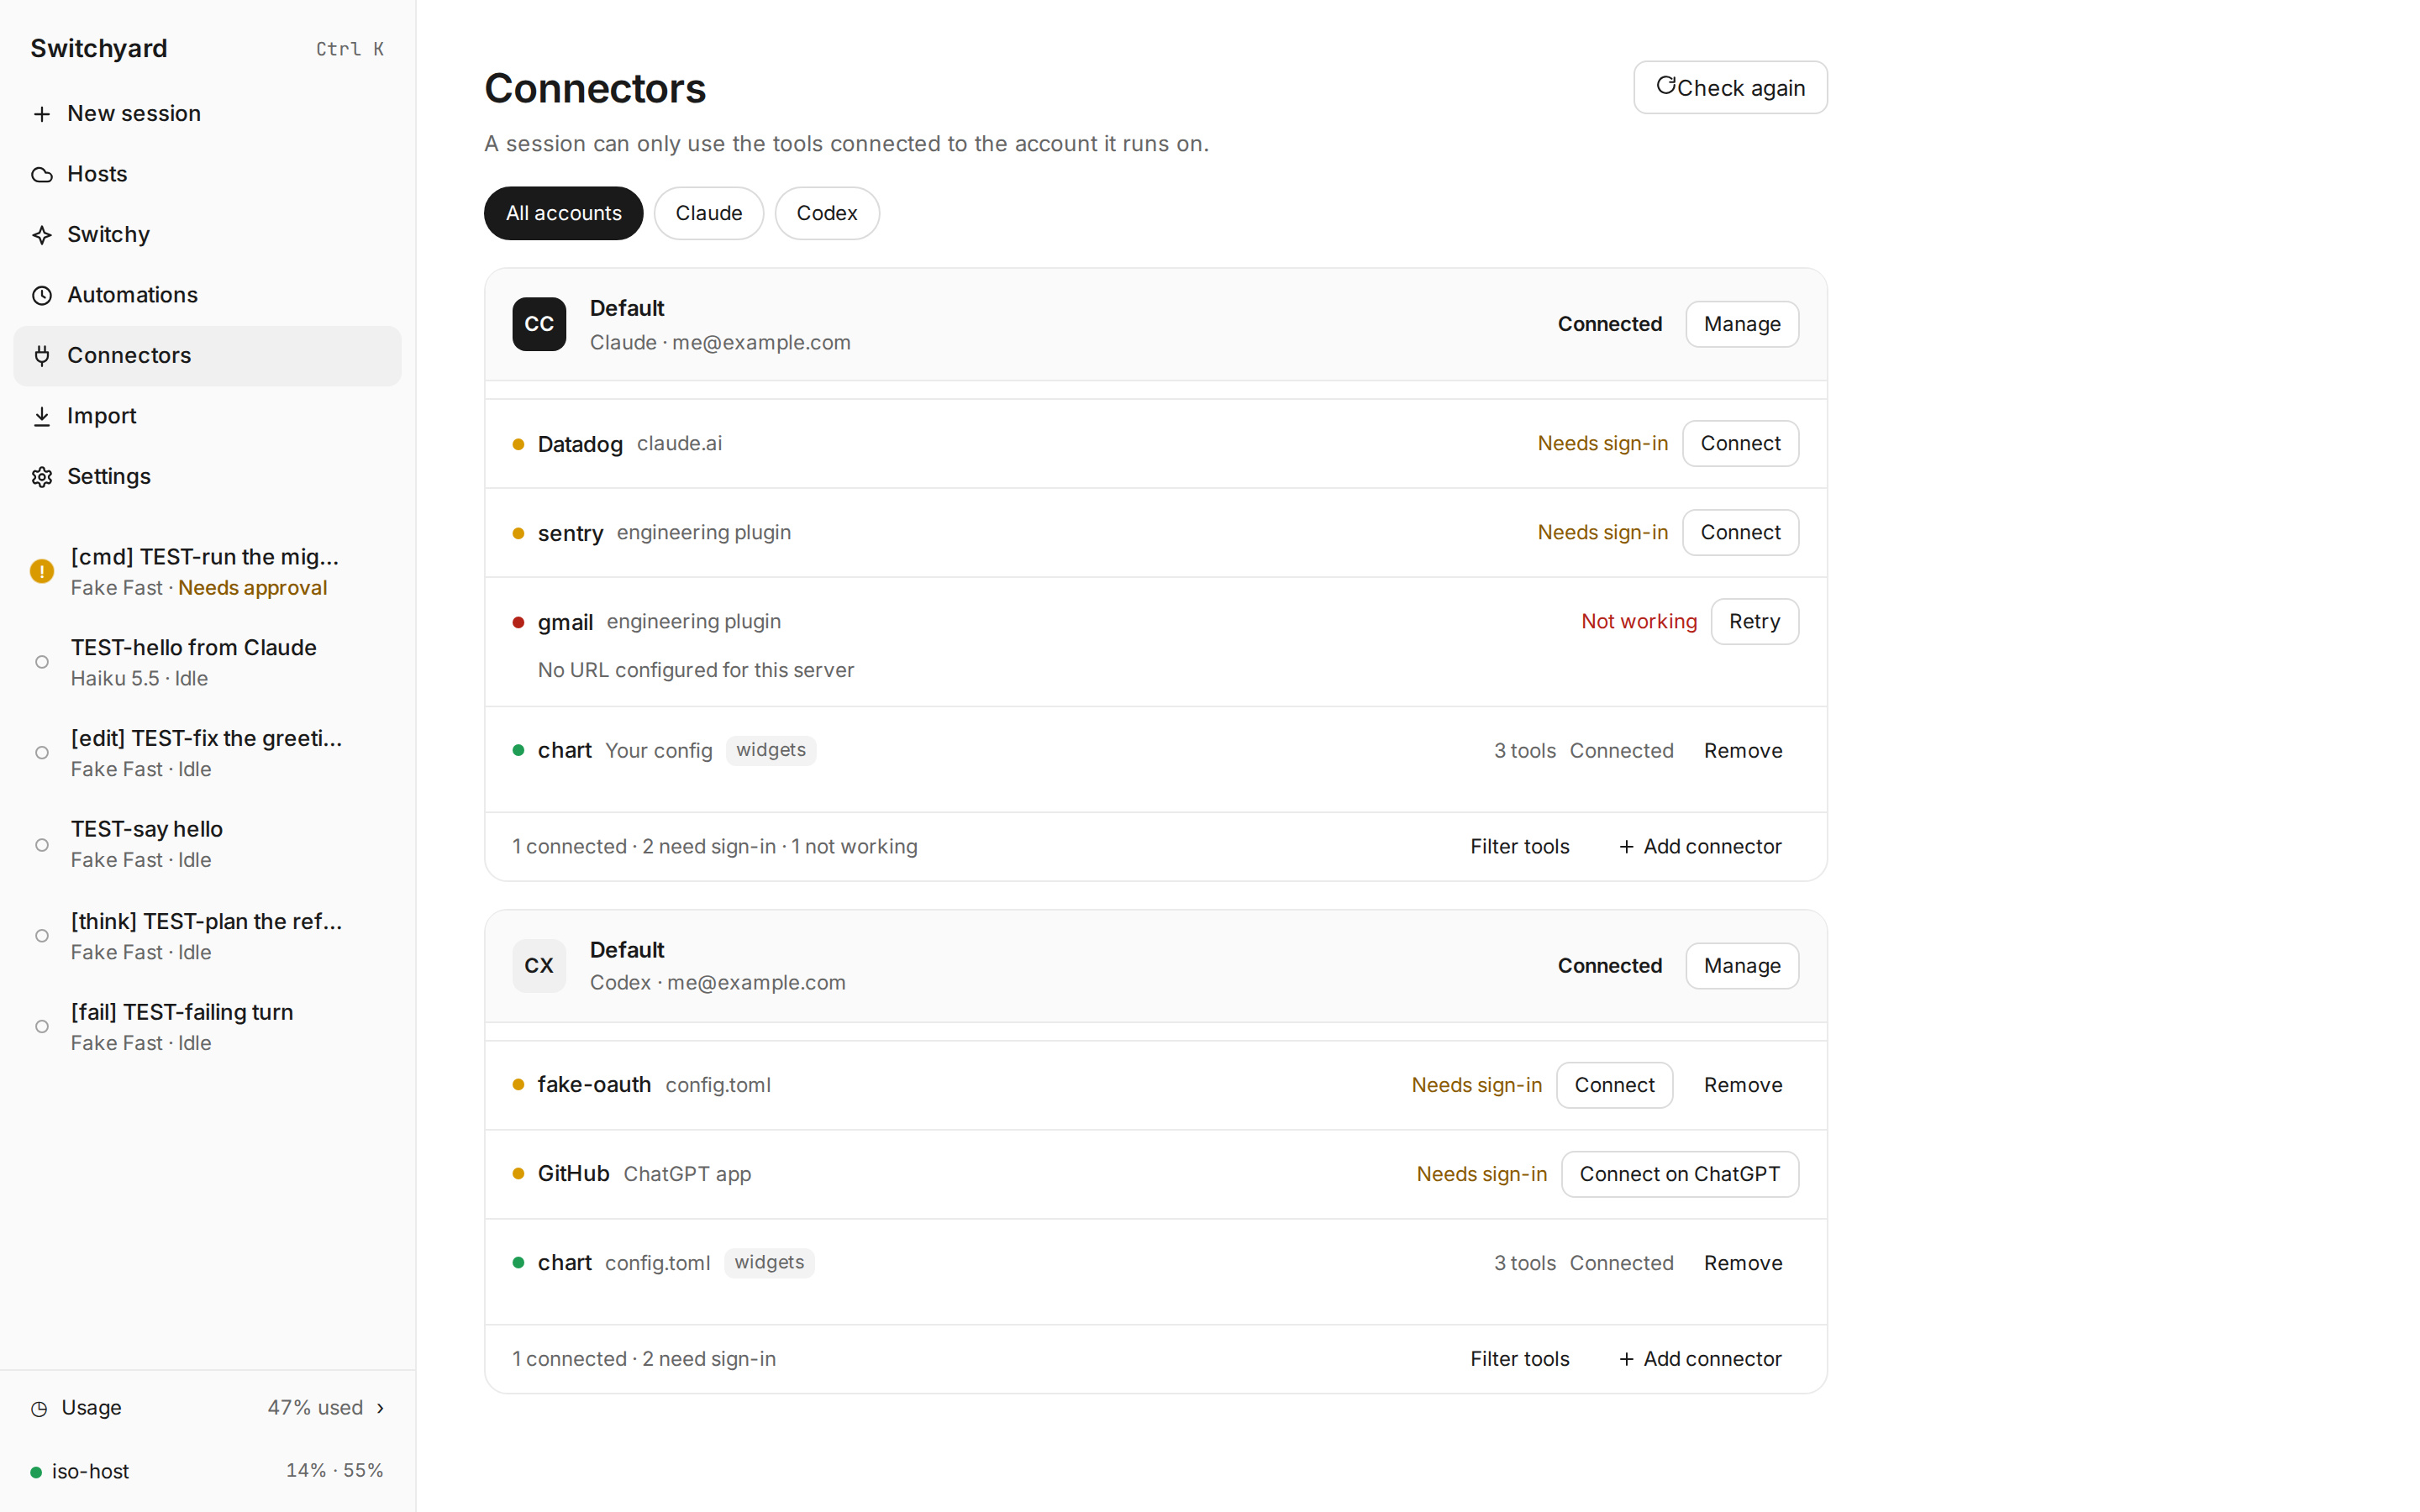 Switchyard Ctrl K
New session
Hosts
Switchy
Automations
Connectors
Import
Settings
[cmd] TEST-run the mig...
Fake Fast · Needs approval
TEST-hello from Claude
Haiku 5.5 · Idle
[edit] TEST-fix the greeti...
Fake Fast · Idle
TEST-say hello
Fake Fast · Idle
[think] TEST-plan the ref...
Fake Fast · Idle
[fail] TEST-failing turn
Fake Fast · Idle
Usage 47% used ›
iso-host 14% · 55%
Connectors
Check again
A session can only use the tools connected to the account it runs on.
All accounts Claude Codex
CC
Default
Claude · me@example.com
Connected Manage
Datadog claude.ai Needs sign-in Connect
sentry engineering plugin Needs sign-in Connect
gmail engineering plugin Not working Retry
No URL configured for this server
chart Your config widgets 3 tools Connected Remove
1 connected · 2 need sign-in · 1 not working Filter tools + Add connector
CX
Default
Codex · me@example.com
Connected Manage
fake-oauth config.toml Needs sign-in Connect Remove
GitHub ChatGPT app Needs sign-in Connect on ChatGPT
chart config.toml widgets 3 tools Connected Remove
1 connected · 2 need sign-in Filter tools + Add connector